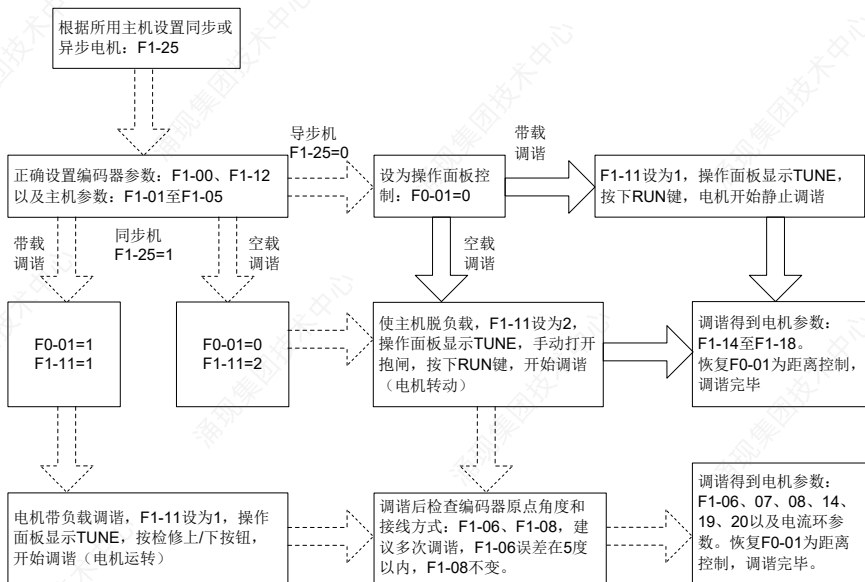 根据所用主机设置同步或
异步电机：F1-25
导步机
F1-25=0
带载
调谐
正确设置编码器参数：F1-00、F1-12
以及主机参数：F1-01至F1-05
设为操作面板控
制：F0-01=0
F1-11设为1，操作面板显示TUNE，
按下RUN键，电机开始静止调谐
带载
调谐
同步机
F1-25=1
空载
调谐
空载
调谐
F0-01=1
F1-11=1
F0-01=0
F1-11=2
使主机脱负载，F1-11设为2，
操作面板显示TUNE，手动打开
抱闸，按下RUN键，开始调谐
（电机转动）
调谐得到电机参数：
F1-14至F1-18。
恢复F0-01为距离控制，
调谐完毕
电机带负载调谐，F1-11设为1，操作
面板显示TUNE，按检修上/下按钮，
开始调谐（电机运转）
调谐后检查编码器原点角度和
接线方式：F1-06、F1-08，建
议多次调谐，F1-06误差在5度
以内，F1-08不变。
调谐得到电机参数：
F1-06、07、08、14、
19、20以及电流环参
数。恢复F0-01为距离
控制，调谐完毕。
涌现集团技术中心